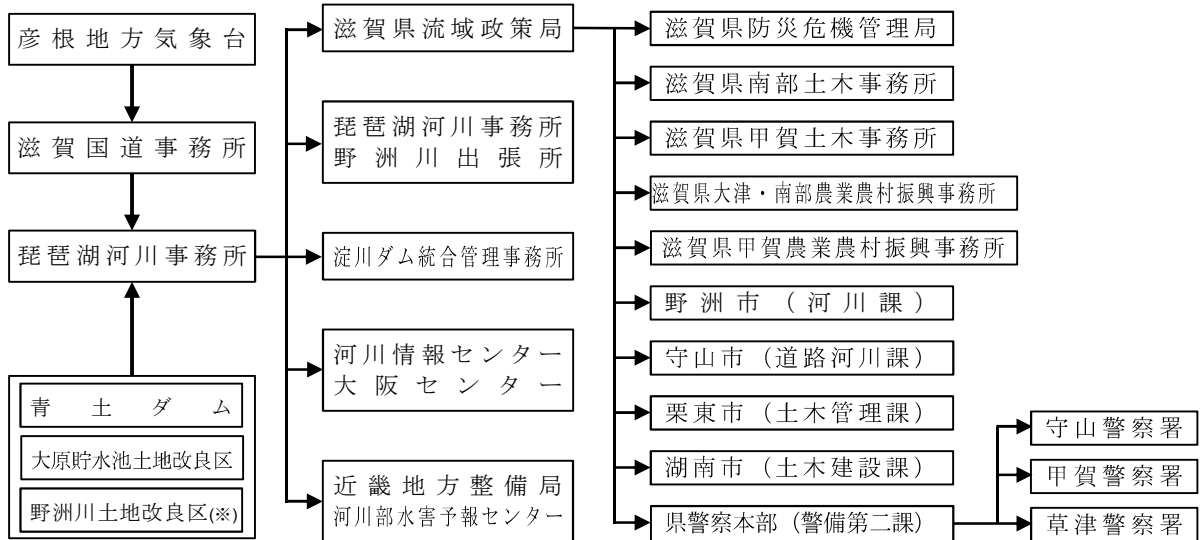 彦根地方気象台
滋賀国道事務所
琵琶湖河川事務所
青土ダム
大原貯水池土地改良区
野洲川土地改良区(※)
滋賀県流域政策局
琵琶湖河川事務所
野洲川出張所
淀川ダム統合管理事務所
河川情報センター
大阪センター
近畿地方整備局
河川部水害予報センター
滋賀県防災危機管理局
滋賀県南部土木事務所
滋賀県甲賀土木事務所
滋賀県大津・南部農業農村振興事務所
滋賀県甲賀農業農村振興事務所
野洲市（河川課）
守山市（道路河川課）
栗東市（土木管理課）
湖南市（土木建設課）
県警察本部（警備第二課）
守山警察署
甲賀警察署
草津警察署